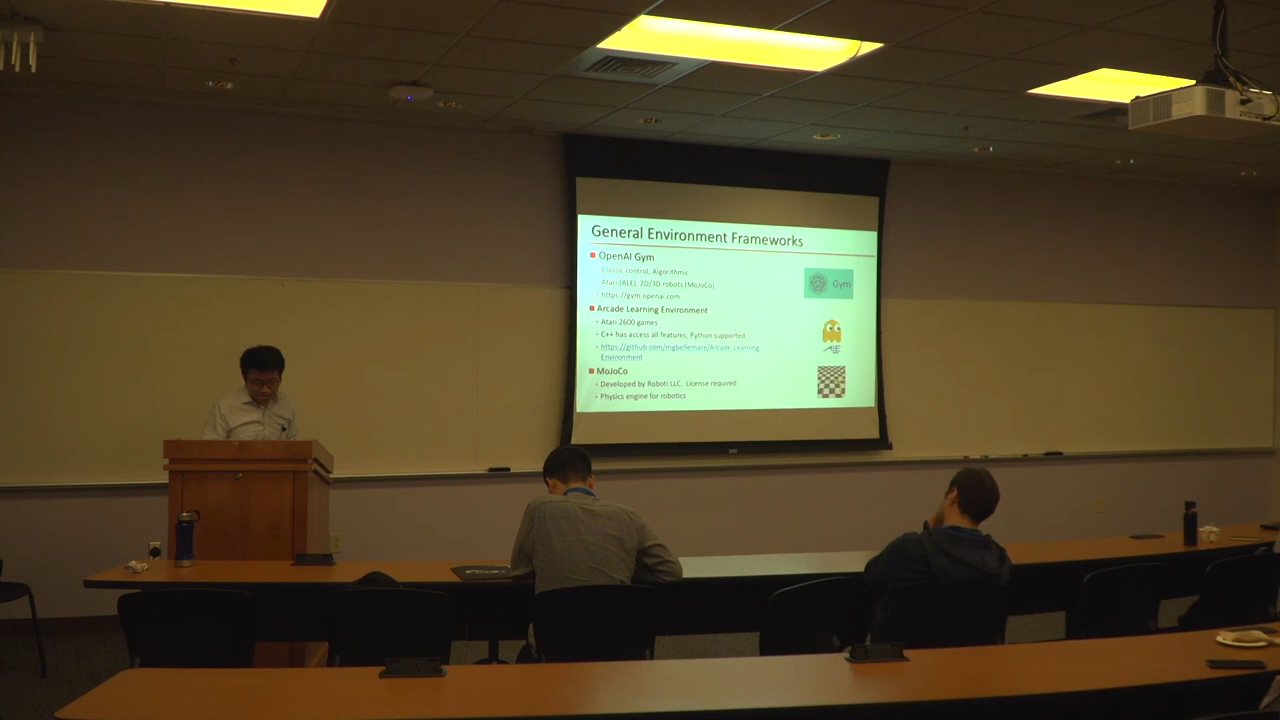 General Environment Frameworks
OpenAI Gym
Classic control, Algorithmic
Atari (ALE), 2D/3D robots (MoJoCo)
https://gym.openai.com
Gym
Arcade Learning Environment
Atari 2600 games
C++ has access all features; Python supported
https://github.com/mgbellemare/Arcade-Learning-
Environment
ALE
MoJoCo
Developed by Roboti LLC. License required
Physics engine for robotics